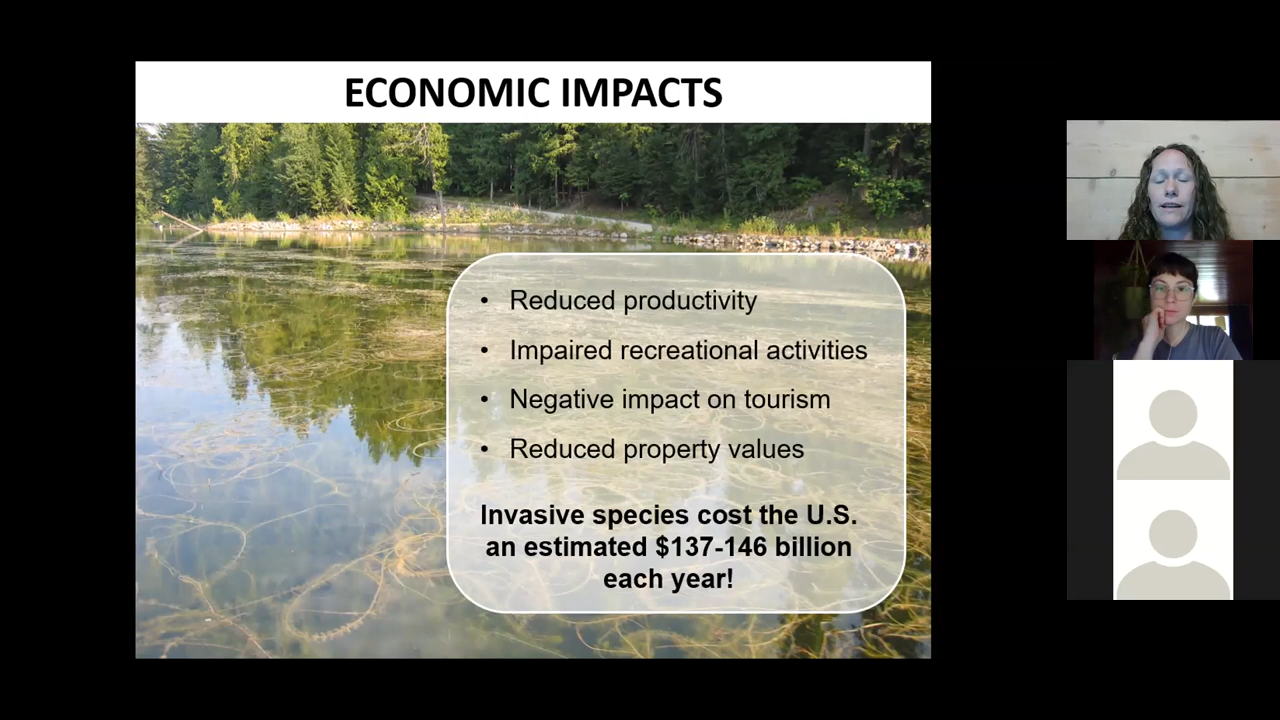 ECONOMIC IMPACTS
• Reduced productivity
• Impaired recreational activities
• Negative impact on tourism
• Reduced property values
Invasive species cost the U.S.
an estimated $137-146 billion
each year!